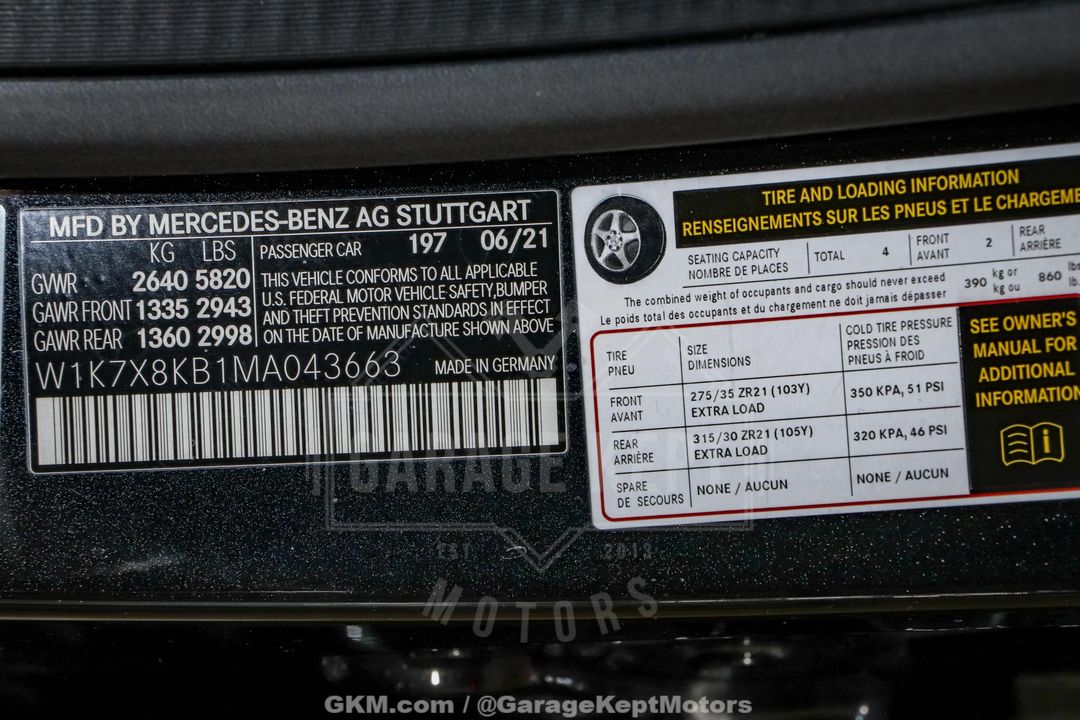 MFD BY MERCEDES-BENZ AG STUTTGART
KG LBS
GVWR 2640 5820
GAWR FRONT 1335 2943
GAWR REAR 1360 2998
PASSENGER CAR 197 06/21
THIS VEHICLE CONFORMS TO ALL APPLICABLE
U.S. FEDERAL MOTOR VEHICLE SAFETY,BUMPER
AND THEFT PREVENTION STANDARDS IN EFFECT
ON THE DATE OF MANUFACTURE SHOWN ABOVE
W1K7X8KB1MA043663 MADE IN GERMANY
TIRE AND LOADING INFORMATION
RENSEIGNEMENTS SUR LES PNEUS ET LE CHARGEME
SEATING CAPACITY
NOMBRE DE PLACES
TOTAL 4
FRONT
AVANT
2
REAR
ARRIÈRE
The combined weight of occupants and cargo should never exceed
Le poids total des occupants et du chargement ne doit jamais dépasser
390 kg or
kg ou
860 lbs
lb
TIRE
PNEU
SIZE
DIMENSIONS
COLD TIRE PRESSURE
PRESSION DES PNEUS
À FROID
FRONT
AVANT
275/35 ZR21 (103Y)
EXTRA LOAD
350 KPA, 51 PSI
REAR
ARRIÈRE
315/30 ZR21 (105Y)
EXTRA LOAD
320 KPA, 46 PSI
SPARE
DE SECOURS
NONE / AUCUN
NONE / AUCUN
SEE OWNER'S
MANUAL FOR
ADDITIONAL
INFORMATION
GARAGE KEPT
EST 2013
MOTORS
GKM.com / @GarageKeptMotors